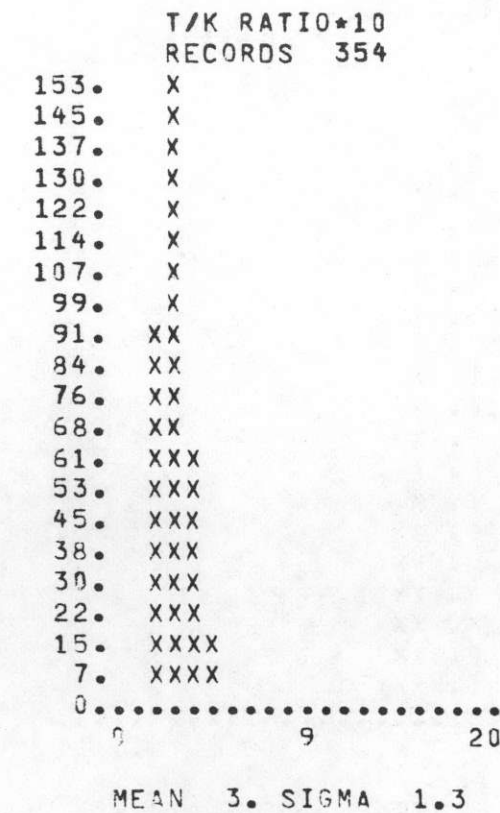 T/K RATIO*10
RECORDS 354
153. X
145. X
137. X
130. X
122. X
114. X
107. X
99. X
91. XX
84. XX
76. XX
68. XX
61. XXX
53. XXX
45. XXX
38. XXX
30. XXX
22. XXX
15. XXXX
7. XXXX
0......................
9 20
MEAN 3. SIGMA 1.3